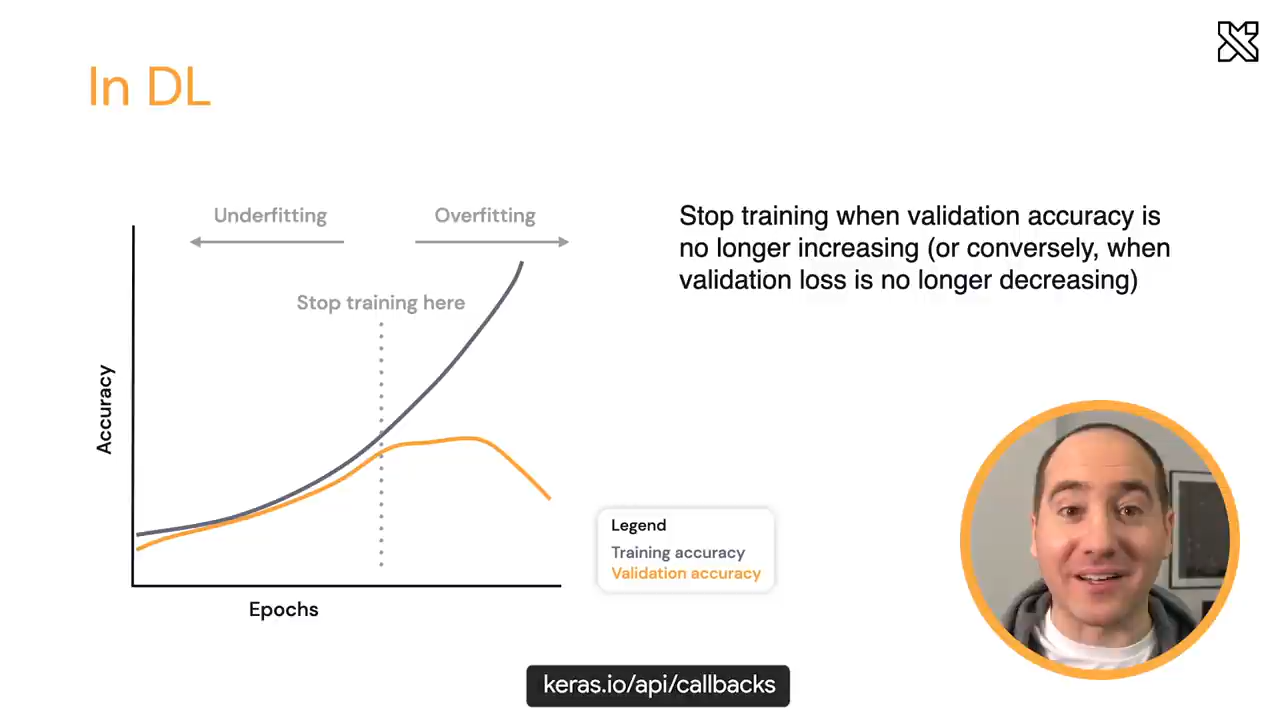 In DL
Underfitting
Overfitting
Stop training here
Accuracy
Epochs
Stop training when validation accuracy is
no longer increasing (or conversely, when
validation loss is no longer decreasing)
Legend
Training accuracy
Validation accuracy
keras.io/api/callbacks